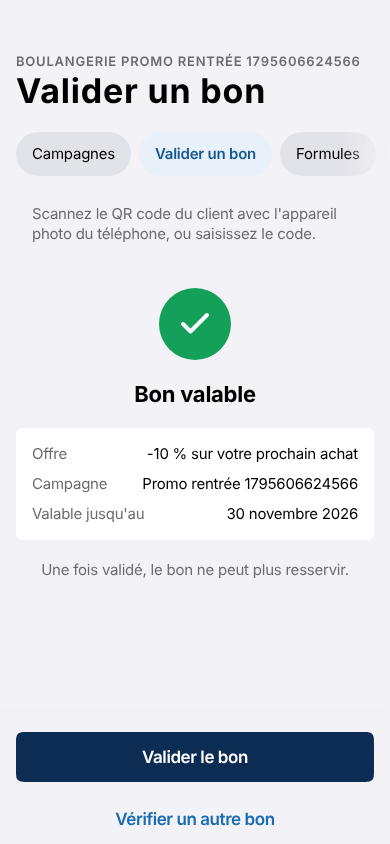 BOULANGERIE PROMO RENTRÉE 1795606624566
Valider un bon
Campagnes
Valider un bon
Formules
Scannez le QR code du client avec l'appareil
photo du téléphone, ou saisissez le code.
Bon valable
Offre -10 % sur votre prochain achat
Campagne Promo rentrée 1795606624566
Valable jusqu'au 30 novembre 2026
Une fois validé, le bon ne peut plus resservir.
Valider le bon
Vérifier un autre bon